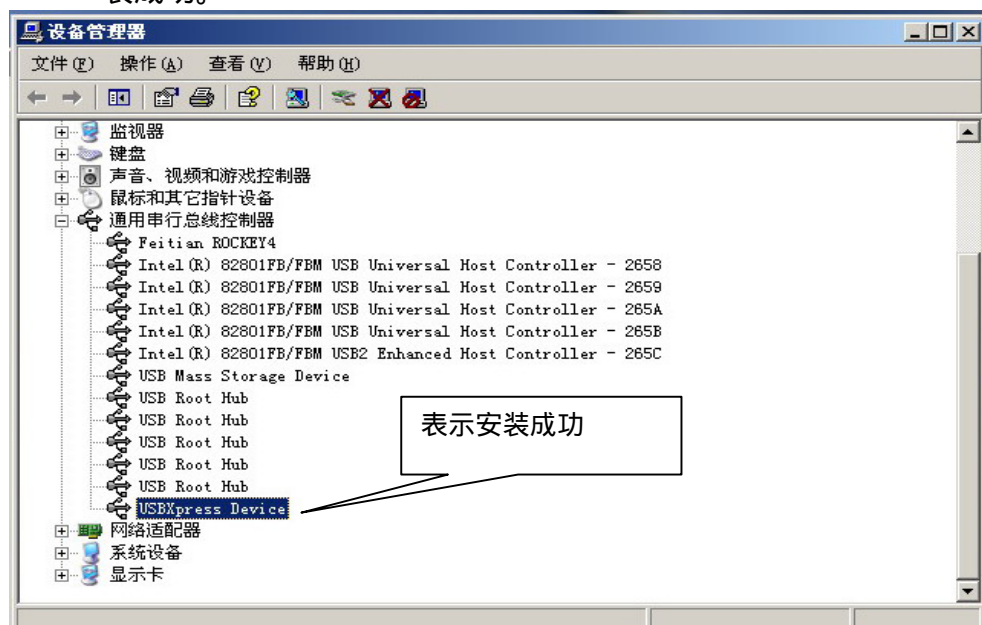 装成功。
设备管理器
文件(F) 操作(A) 查看(V) 帮助(H)
监视器
键盘
声音、视频和游戏控制器
鼠标和其它指针设备
通用串行总线控制器
Feitian ROCKEY4
Intel(R) 82801FB/FBM USB Universal Host Controller - 2658
Intel(R) 82801FB/FBM USB Universal Host Controller - 2659
Intel(R) 82801FB/FBM USB Universal Host Controller - 265A
Intel(R) 82801FB/FBM USB Universal Host Controller - 265B
Intel(R) 82801FB/FBM USB2 Enhanced Host Controller - 265C
USB Mass Storage Device
USB Root Hub
USB Root Hub
USB Root Hub
USB Root Hub
USB Root Hub
USBXpress Device
表示安装成功
网络适配器
系统设备
显示卡